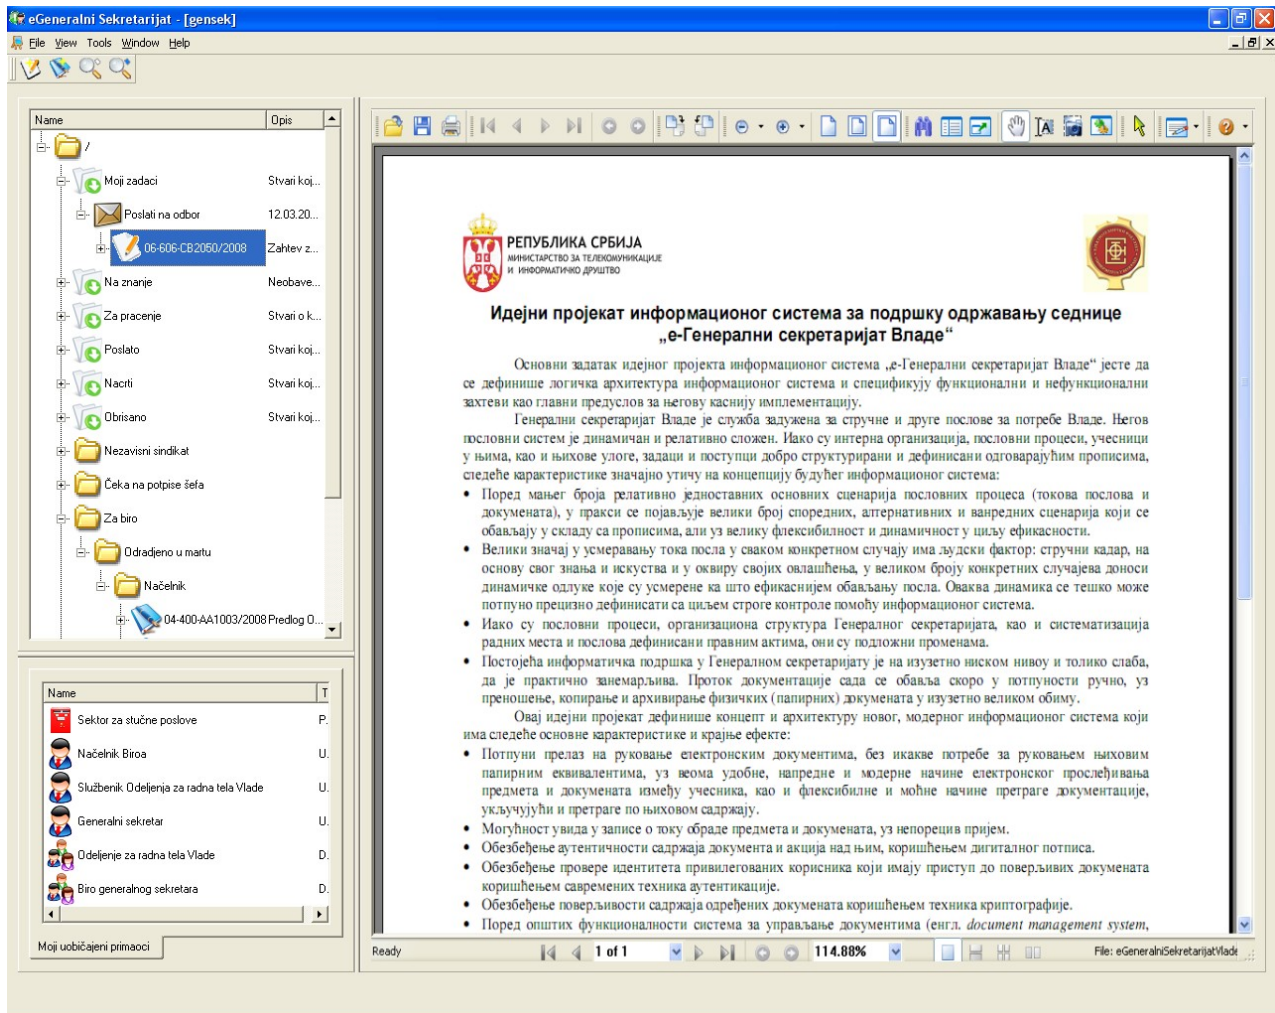 eGeneralni Sekretarijat - [gensek]
File View Tools Window Help
Name Opis
/
Moji zadaci Stvari koj...
Poslati na odbor 12.03.20...
06-606-CB2050/2008 Zahtev z...
Na znanje Neobave...
Za pracenje Stvari o k...
Poslato Stvari koj...
Nacrti Stvari koj...
Obrisano Stvari koj...
Nezavisni sindikat
Čeka na potpise šefa
Za biro
Odradjeno u martu
Načelnik
04-400-AA1003/2008 Predlog O...
Name T
Sektor za stučne poslove P.
Načelnik Biroa U.
Službenik Odeljenja za radna tela Vlade U.
Generalni sekretar U.
Odeljenje za radna tela Vlade D.
Biro generalnog sekretara D.
Moji uobičajeni primaoci
РЕПУБЛИКА СРБИЈА
МИНИСТАРСТВО ЗА ТЕЛЕКОМУНИКАЦИЈЕ
И ИНФОРМАТИЧКО ДРУШТВО
Идејни пројекат информационог система за подршку одржавању седнице
„е-Генерални секретаријат Владе“
Основни задатак идејног пројекта информационог система „е-Генерални секретаријат Владе“ јесте да
се дефинише логичка архитектура информационог система и спецификују функционални и нефункционални
захтеви као главни предуслов за његову каснију имплементацију.
Генерални секретаријат Владе је служба задужена за стручне и друге послове за потребе Владе. Његов
пословни систем је динамичан и релативно сложен. Иако су интерна организација, пословни процеси, учесници
у њима, као и њихове улоге, задаци и поступци добро структурирани и дефинисани одговарајућим прописима,
следеће карактеристике значајно утичу на концепцију будућег информационог система:
• Поред мањег броја релативно једноставних основних сценарија пословних процеса (токова послова и
докумената), у пракси се појављује велики број споредних, алтернативних и ванредних сценарија који се
обављају у складу са прописима, али уз велику флексибилност и динамичност у циљу ефикасности.
• Велики значај у усмеравању тока посла у сваком конкретном случају има људски фактор: стручни кадар, на
основу свог знања и искуства и у оквиру својих овлашћења, у великом броју конкретних случајева доноси
динамичке одлуке које су усмерене ка што ефикаснијем обављању посла. Оваква динамика се тешко може
потпуно прецизно дефинисати са циљем строге контроле помоћу информационог система.
• Иако су пословни процеси, организациона структура Генералног секретаријата, као и систематизација
радних места и послова дефинисани правним актима, они су подложни променама.
• Постојећа информатичка подршка у Генералном секретаријату је на изузетно ниском нивоу и толико слаба,
да је практично занемарљива. Проток документације сада се обавља скоро у потпуности ручно, уз
преношење, копирање и архивирање физичких (папирних) докумената у изузетно великом обиму.
Овај идејни пројекат дефинише концепт и архитектуру новог, модерног информационог система који
има следеће основне карактеристике и крајње ефекте:
• Потпуни прелаз на руковање електронским документима, без икакве потребе за руковањем њиховим
папирним еквивалентима, уз веома удобне, напредне и модерне начине електронског прослеђивања
предмета и докумената између учесника, као и флексибилне и моћне начине претраге документације,
укључујући и претраге по њиховом садржају.
• Могућност увида у записе о току обраде предмета и докумената, уз непорецив пријем.
• Обезбеђење аутентичности садржаја документа и акција над њим, коришћењем дигиталног потписа.
• Обезбеђење провере идентитета привилегованих корисника који имају приступ до поверљивих докумената
коришћењем савремених техника аутентикације.
• Обезбеђење поверљивости садржаја одређених докумената коришћењем техника криптографије.
• Поред општих функционалности система за управљање документима (енгл. document management system,
Ready 1 of 1 114.88% File: eGeneralniSekretarijatVlade